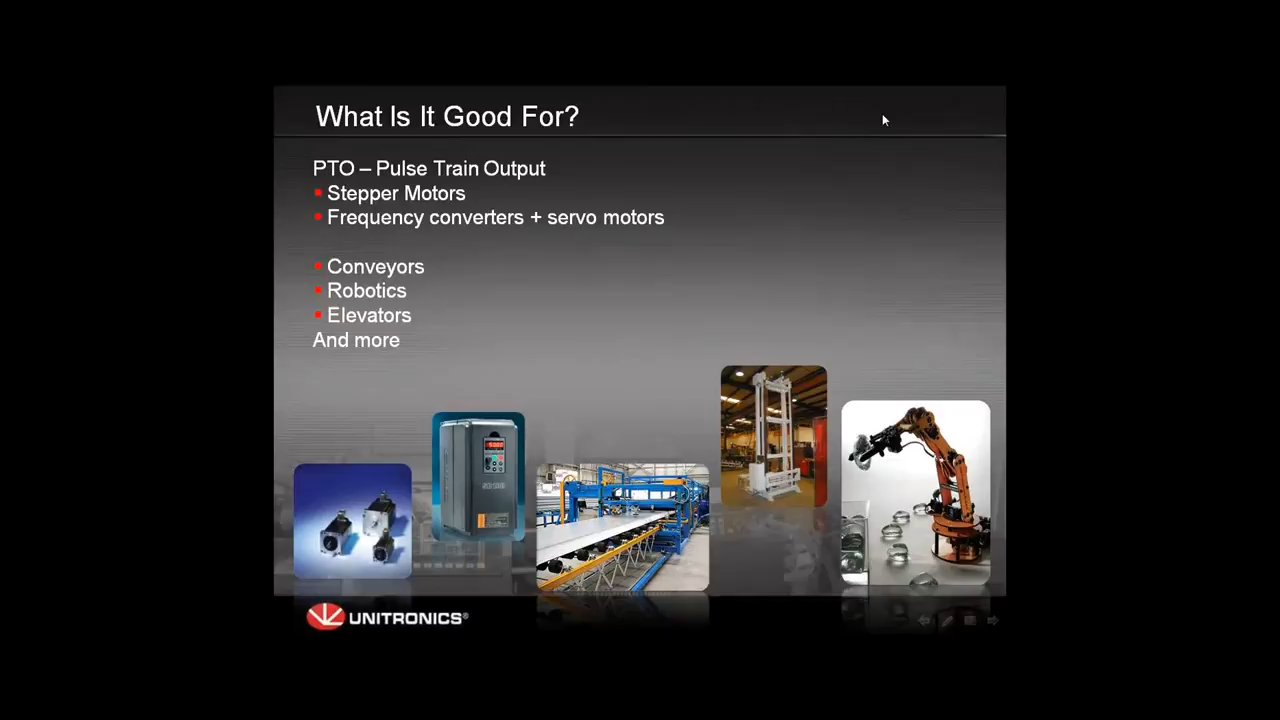 What Is It Good For?
PTO – Pulse Train Output
Stepper Motors
Frequency converters + servo motors
Conveyors
Robotics
Elevators
And more
UNITRONICS®